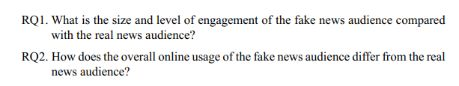 RQ1. What is the size and level of engagement of the fake news audience compared
with the real news audience?
RQ2. How does the overall online usage of the fake news audience differ from the real
news audience?